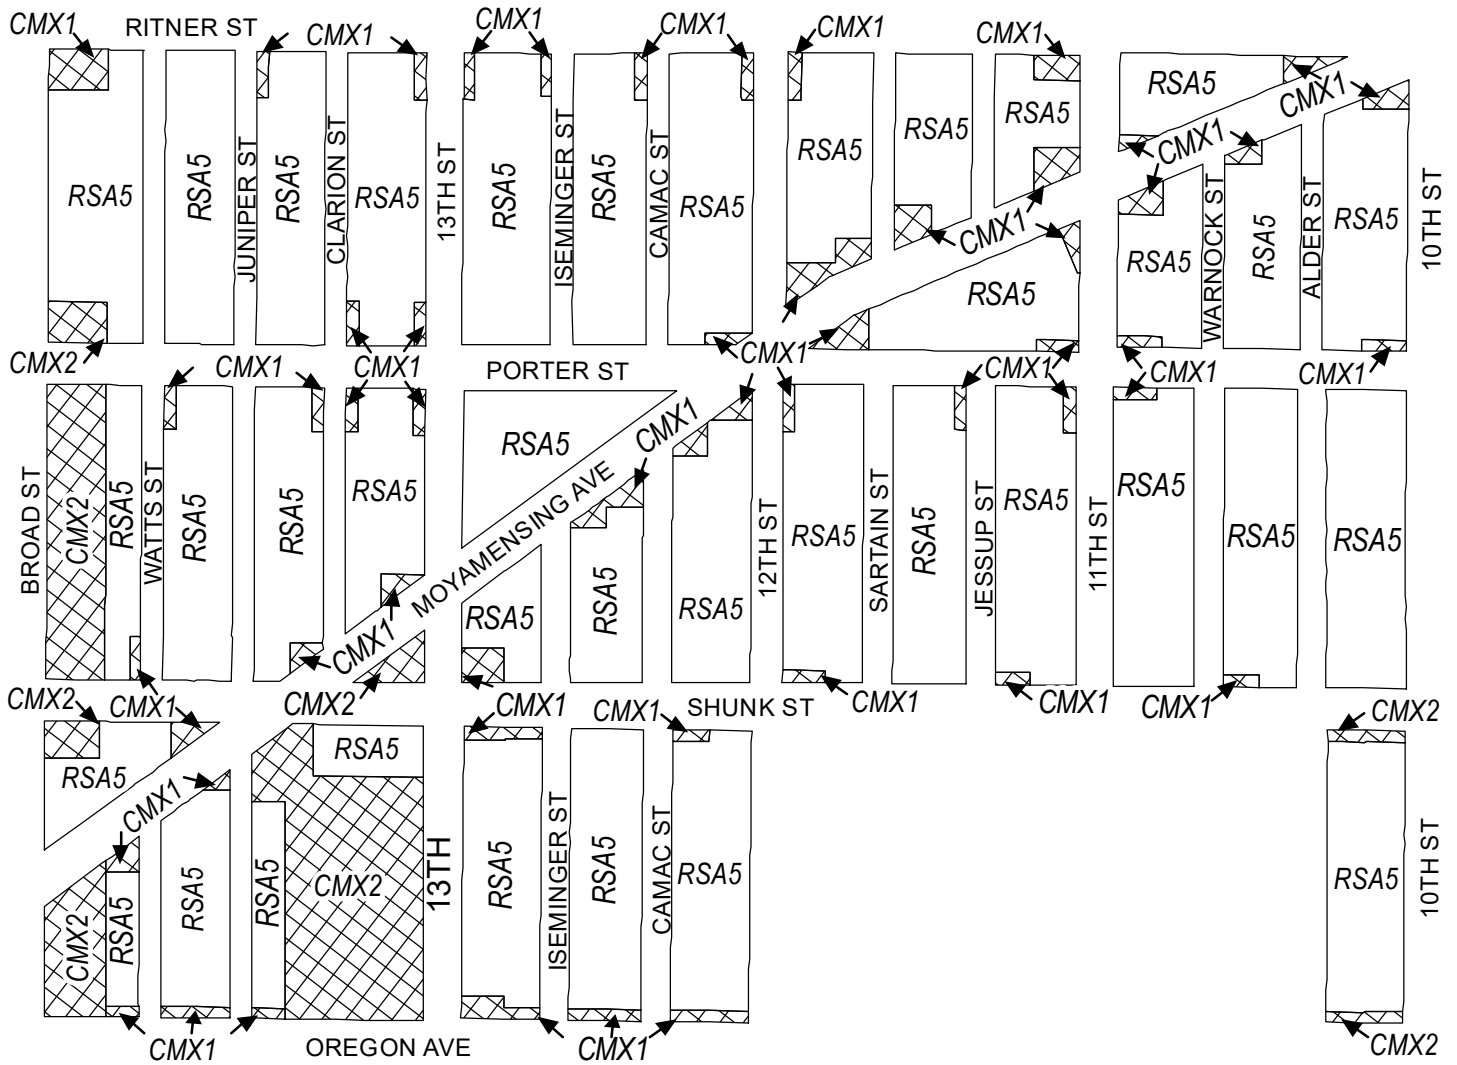 CMX1
RITNER ST
CMX1
CMX1
CMX1
CMX1
CMX1
RSA5
RSA5
JUNIPER ST
RSA5
CLARION ST
RSA5
13TH ST
RSA5
ISEMINGER ST
RSA5
CAMAC ST
RSA5
RSA5
RSA5
RSA5
CMX1
RSA5
CMX1
CMX1
RSA5
RSA5
WARNOCK ST
RSA5
ALDER ST
RSA5
10TH ST
CMX2
CMX1
CMX1
PORTER ST
CMX1
CMX1
CMX1
CMX1
BROAD ST
CMX2
RSA5
WATTS ST
RSA5
RSA5
RSA5
RSA5
CMX1
MOYAMENSING AVE
CMX1
RSA5
RSA5
RSA5
12TH ST
RSA5
SARTAIN ST
RSA5
JESSUP ST
RSA5
11TH ST
RSA5
RSA5
RSA5
CMX2
CMX1
CMX2
CMX1
CMX1
SHUNK ST
CMX1
CMX1
CMX1
CMX2
RSA5
CMX1
RSA5
CMX2
RSA5
RSA5
RSA5
CMX2
13TH
RSA5
ISEMINGER ST
RSA5
CAMAC ST
RSA5
RSA5
10TH ST
CMX1
OREGON AVE
CMX1
CMX2